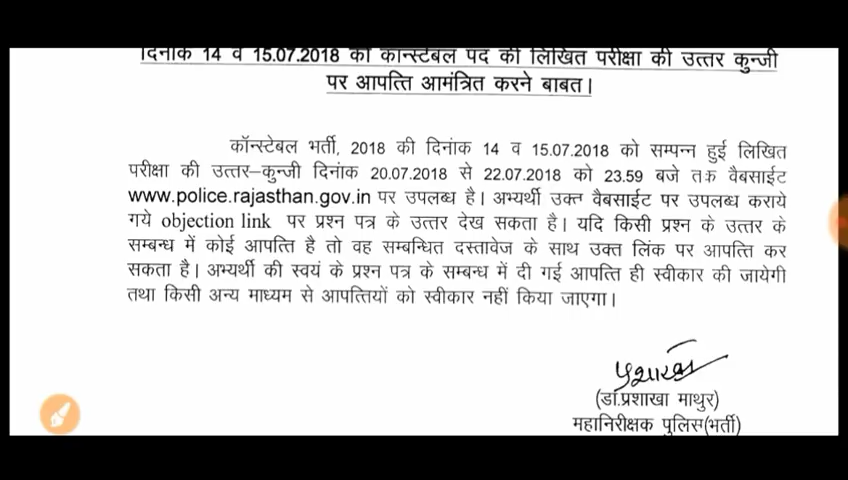 दिनांक 14 व 15.07.2018 को कॉन्स्टेबल पद की लिखित परीक्षा की उत्तर कुन्जी
पर आपत्ति आमंत्रित करने बाबत।
कॉन्स्टेबल भर्ती, 2018 की दिनांक 14 व 15.07.2018 को सम्पन्न हुई लिखित
परीक्षा की उत्तर–कुन्जी दिनांक 20.07.2018 से 22.07.2018 को 23.59 बजे तक वैबसाईट
www.police.rajasthan.gov.in पर उपलब्ध है। अभ्यर्थी उक्त वैबसाईट पर उपलब्ध कराये
गये objection link पर प्रश्न पत्र के उत्तर देख सकता है। यदि किसी प्रश्न के उत्तर के
सम्बन्ध में कोई आपत्ति है तो वह सम्बन्धित दस्तावेज के साथ उक्त लिंक पर आपत्ति कर
सकता है। अभ्यर्थी की स्वयं के प्रश्न पत्र के सम्बन्ध में दी गई आपत्ति ही स्वीकार की जायेगी
तथा किसी अन्य माध्यम से आपत्तियों को स्वीकार नहीं किया जाएगा।
(डॉ.प्रशाखा माथुर)
महानिरीक्षक पुलिस(भर्ती)